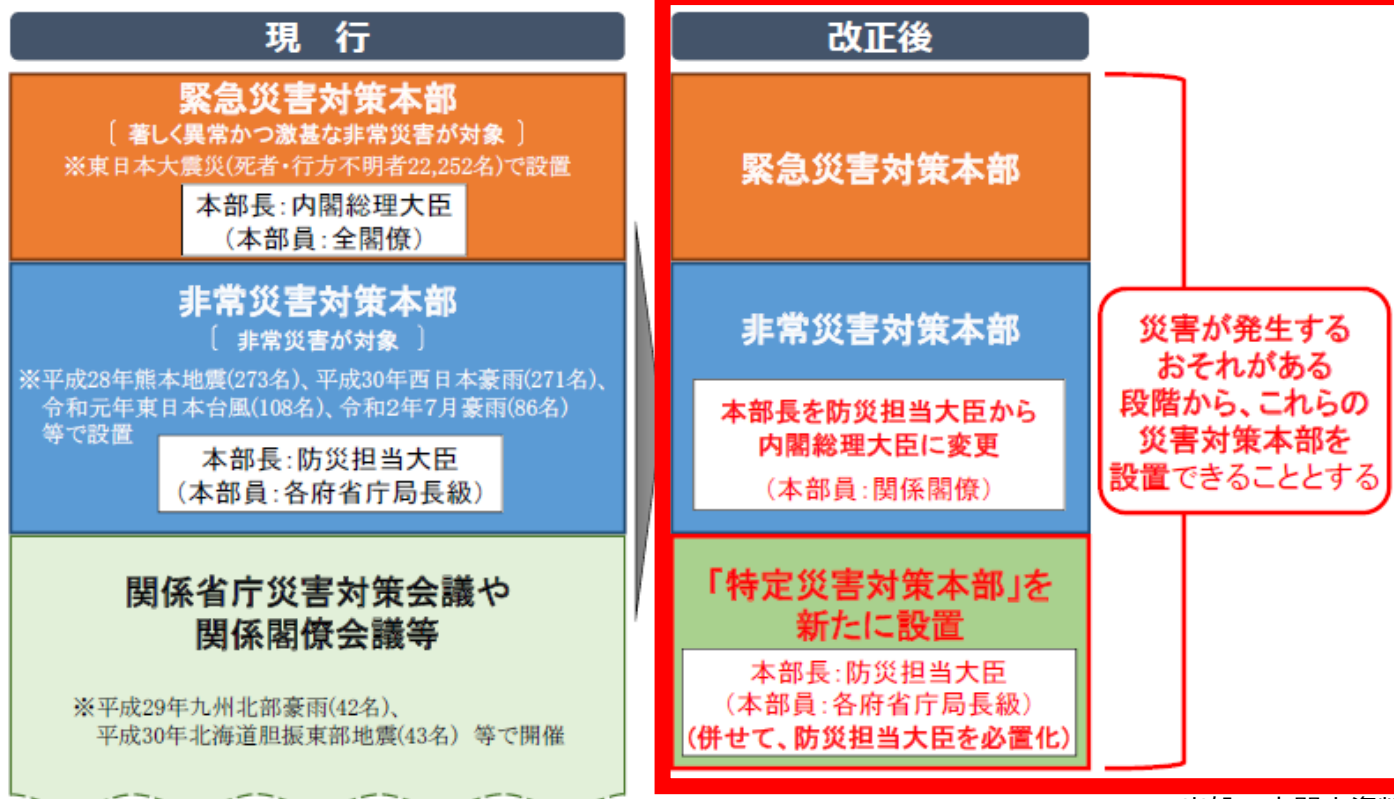 現 行
緊急災害対策本部
〔 著しく異常かつ激甚な非常災害が対象 〕
※東日本大震災(死者・行方不明者22,252名)で設置
本部長:内閣総理大臣
(本部員:全閣僚)
非常災害対策本部
〔 非常災害が対象 〕
※平成28年熊本地震(273名)、平成30年西日本豪雨(271名)、
令和元年東日本台風(108名)、令和2年7月豪雨(86名)
等で設置
本部長:防災担当大臣
(本部員:各府省庁局長級)
関係省庁災害対策会議や
関係閣僚会議等
※平成29年九州北部豪雨(42名)、
平成30年北海道胆振東部地震(43名) 等で開催
改正後
緊急災害対策本部
非常災害対策本部
本部長を防災担当大臣から
内閣総理大臣に変更
(本部員:関係閣僚)
「特定災害対策本部」を
新たに設置
本部長:防災担当大臣
(本部員:各府省庁局長級)
(併せて、防災担当大臣を必置化)
災害が発生する
おそれがある
段階から、これらの
災害対策本部を
設置できることとする